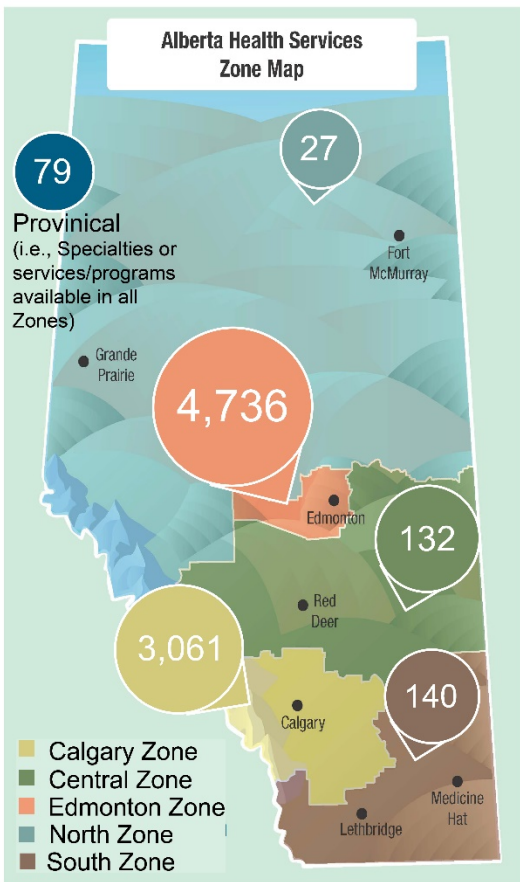 Alberta Health Services
Zone Map
79
27
Provinical
(i.e., Specialties or
services/programs
available in all
Zones)
Fort
McMurray
Grande
Prairie
4,736
Edmonton
132
Red
Deer
3,061
140
Calgary
Medicine
Hat
Lethbridge
Calgary Zone
Central Zone
Edmonton Zone
North Zone
South Zone